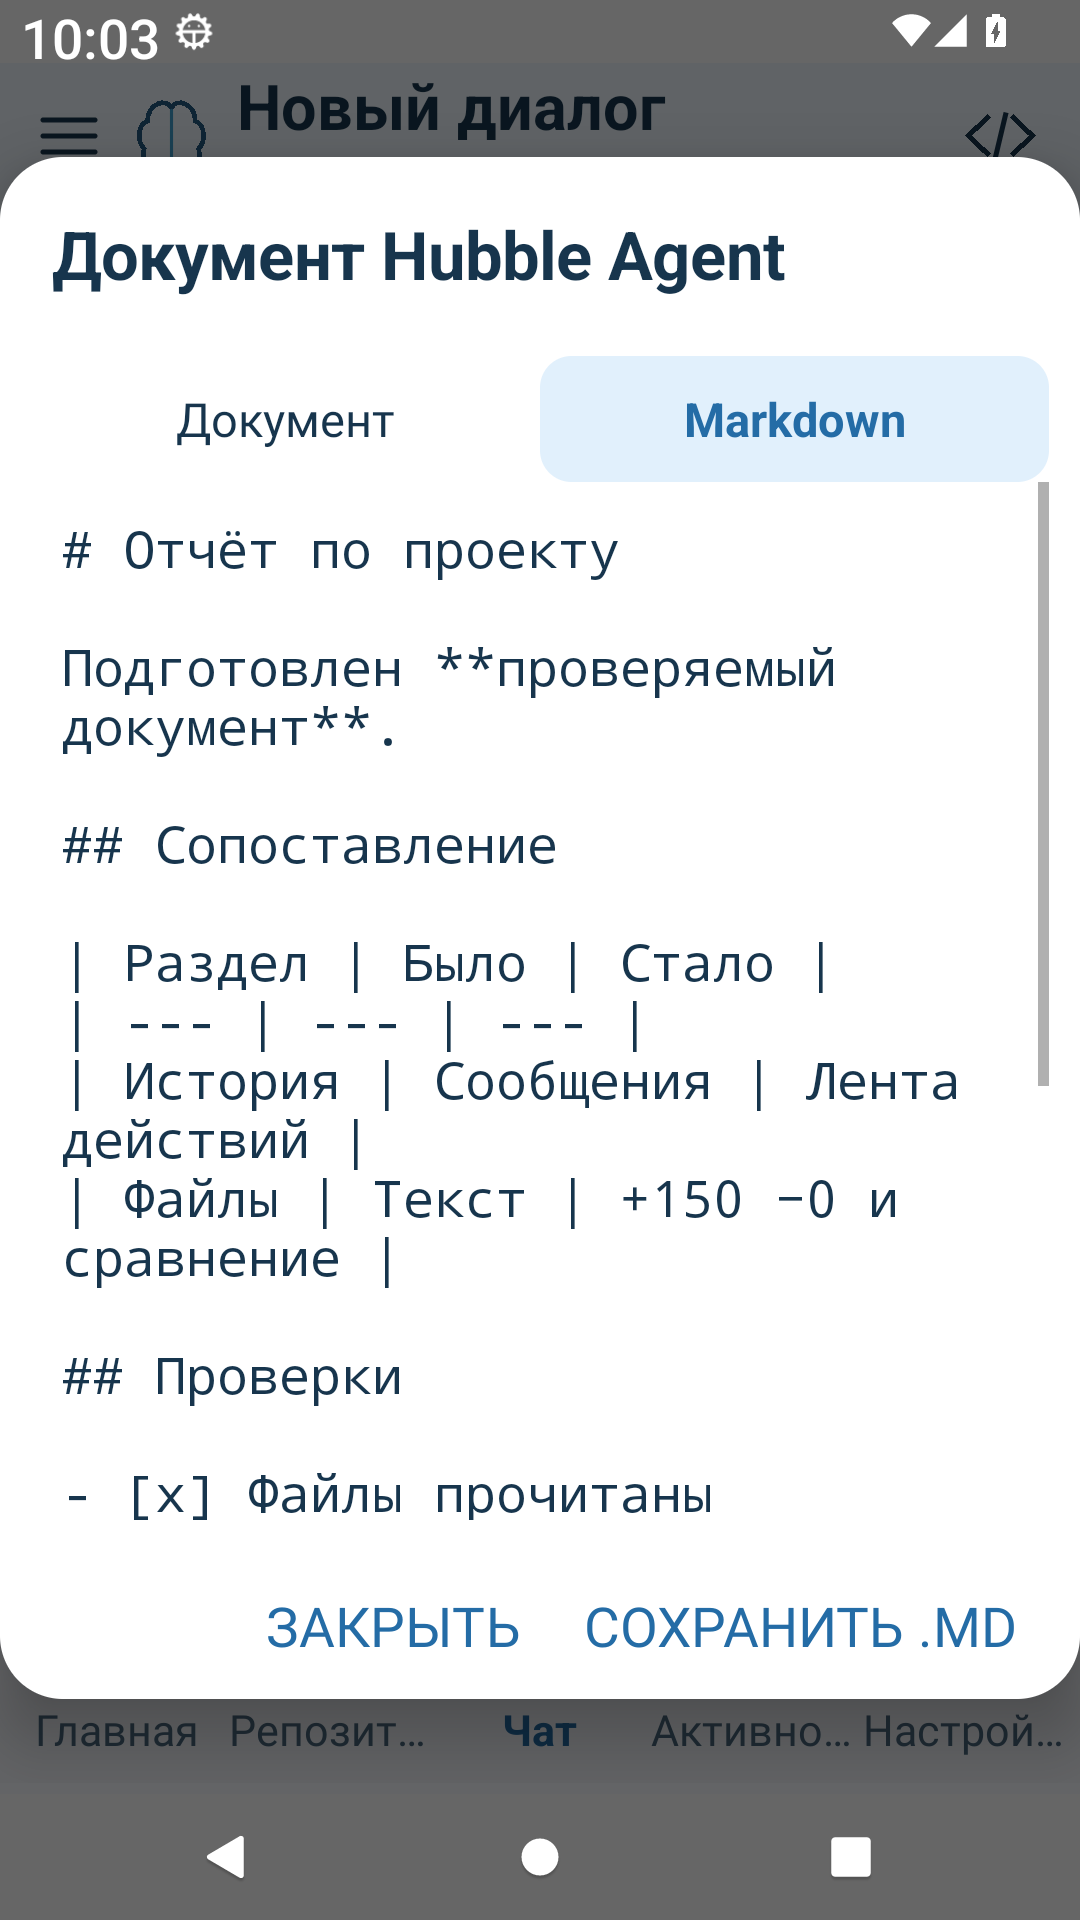 10:03
Новый диалог
Документ Hubble Agent
Документ
Markdown
# Отчёт по проекту
Подготовлен **проверяемый
документ**.
## Сопоставление
| Раздел | Было | Стало |
| --- | --- | --- |
| История | Сообщения | Лента
действий |
| Файлы | Текст | +150 −0 и
сравнение |
## Проверки
- [x] Файлы прочитаны
ЗАКРЫТЬ
СОХРАНИТЬ .MD
Главная
Репозит…
Чат
Активно…
Настрой…